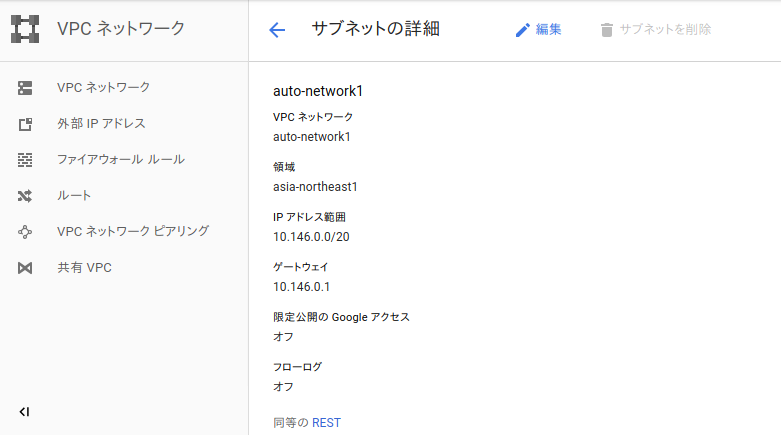 VPC ネットワーク
サブネットの詳細
編集
サブネットを削除
VPC ネットワーク
外部 IP アドレス
ファイアウォール ルール
ルート
VPC ネットワーク ピアリング
共有 VPC
auto-network1
VPC ネットワーク
auto-network1
領域
asia-northeast1
IP アドレス範囲
10.146.0.0/20
ゲートウェイ
10.146.0.1
限定公開の Google アクセス
オフ
フローログ
オフ
同等の REST